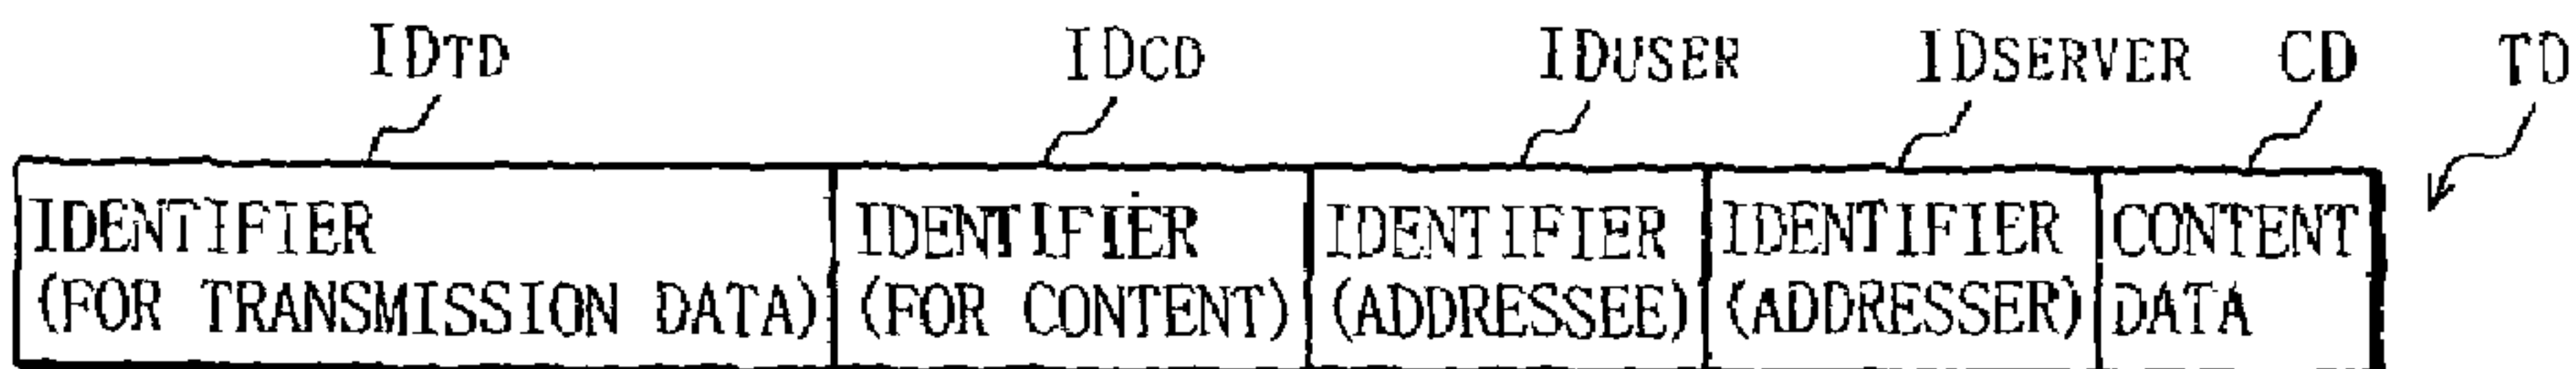 IDTD IDCD IDUSER IDSERVER CD TD
IDENTIFIER IDENTIFIER IDENTIFIER IDENTIFIER CONTENT
(FOR TRANSMISSION DATA) (FOR CONTENT) (ADDRESSEE) (ADDRESSER) DATA